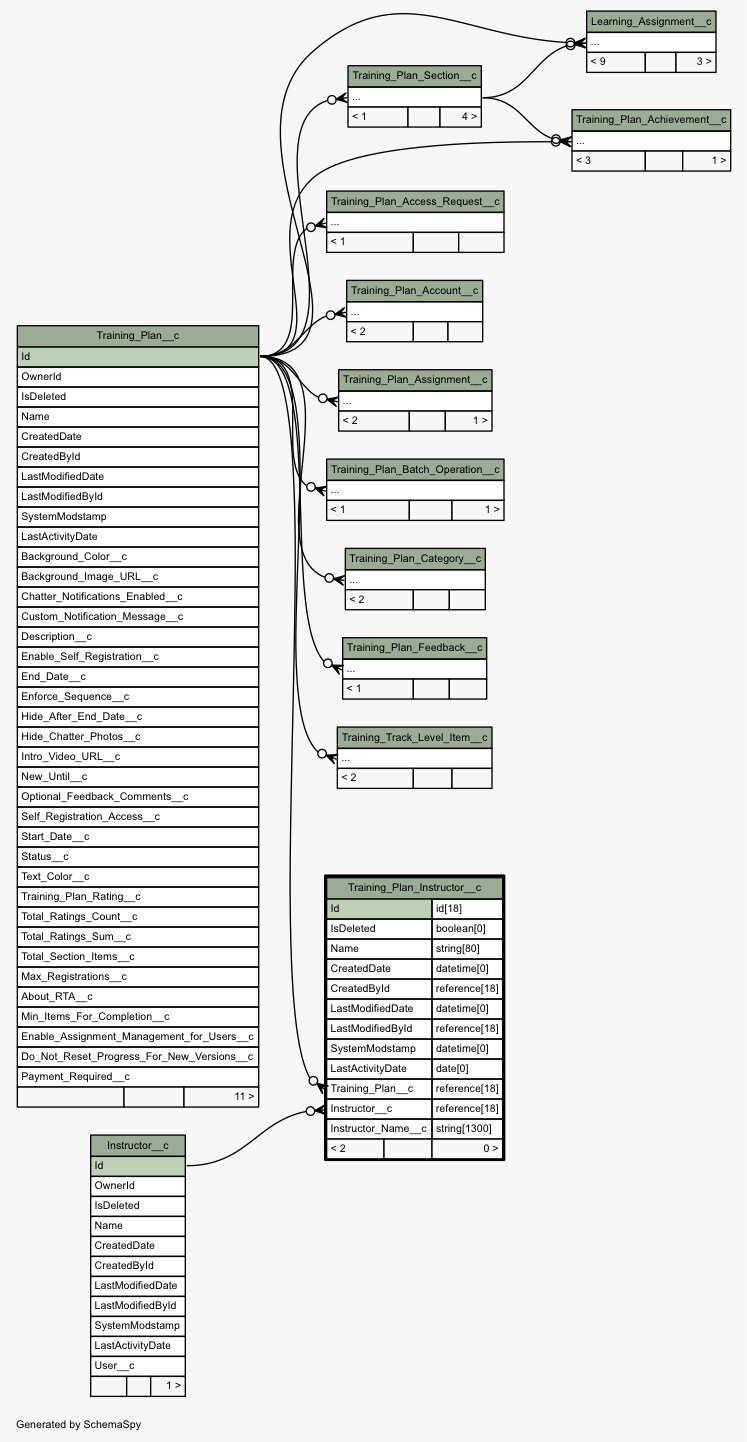 Learning_Assignment__c
...
< 9 3 >
Training_Plan_Section__c
...
< 1 4 >
Training_Plan_Achievement__c
...
< 3 1 >
Training_Plan_Access_Request__c
...
< 1
Training_Plan_Account__c
...
< 2
Training_Plan_Assignment__c
...
< 2 1 >
Training_Plan_Batch_Operation__c
...
< 1 1 >
Training_Plan_Category__c
...
< 2
Training_Plan_Feedback__c
...
< 1
Training_Track_Level_Item__c
...
< 2
Training_Plan__c
Id
OwnerId
IsDeleted
Name
CreatedDate
CreatedById
LastModifiedDate
LastModifiedById
SystemModstamp
LastActivityDate
Background_Color__c
Background_Image_URL__c
Chatter_Notifications_Enabled__c
Custom_Notification_Message__c
Description__c
Enable_Self_Registration__c
End_Date__c
Enforce_Sequence__c
Hide_After_End_Date__c
Hide_Chatter_Photos__c
Intro_Video_URL__c
New_Until__c
Optional_Feedback_Comments__c
Self_Registration_Access__c
Start_Date__c
Status__c
Text_Color__c
Training_Plan_Rating__c
Total_Ratings_Count__c
Total_Ratings_Sum__c
Total_Section_Items__c
Max_Registrations__c
About_RTA__c
Min_Items_For_Completion__c
Enable_Assignment_Management_for_Users__c
Do_Not_Reset_Progress_For_New_Versions__c
Payment_Required__c
11 >
Training_Plan_Instructor__c
Id id[18]
IsDeleted boolean[0]
Name string[80]
CreatedDate datetime[0]
CreatedById reference[18]
LastModifiedDate datetime[0]
LastModifiedById reference[18]
SystemModstamp datetime[0]
LastActivityDate date[0]
Training_Plan__c reference[18]
Instructor__c reference[18]
Instructor_Name__c string[1300]
< 2 0 >
Instructor__c
Id
OwnerId
IsDeleted
Name
CreatedDate
CreatedById
LastModifiedDate
LastModifiedById
SystemModstamp
LastActivityDate
User__c
1 >
Generated by SchemaSpy